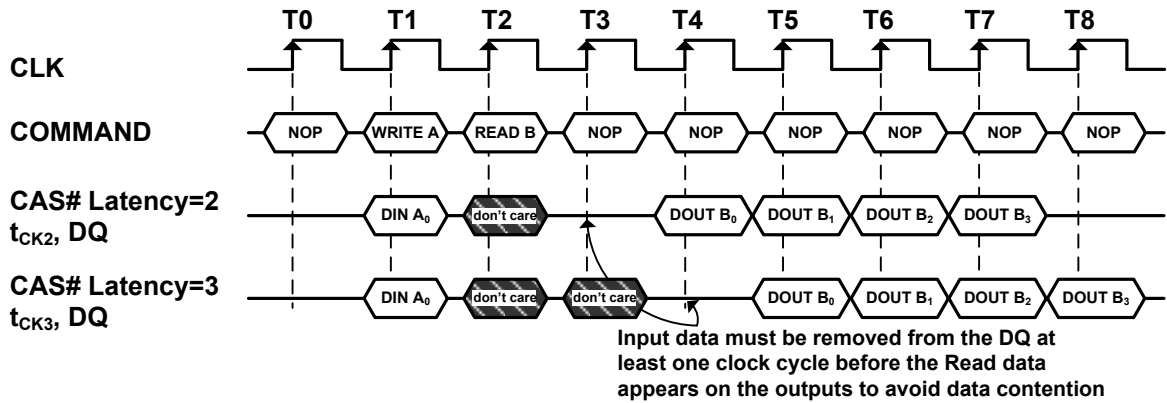 T0 T1 T2 T3 T4 T5 T6 T7 T8
CLK
COMMAND NOP WRITE A READ B NOP NOP NOP NOP NOP NOP
CAS# Latency=2
tCK2, DQ DIN A0 don't care DOUT B0 DOUT B1 DOUT B2 DOUT B3
CAS# Latency=3
tCK3, DQ DIN A0 don't care don't care DOUT B0 DOUT B1 DOUT B2 DOUT B3
Input data must be removed from the DQ at
least one clock cycle before the Read data
appears on the outputs to avoid data contention